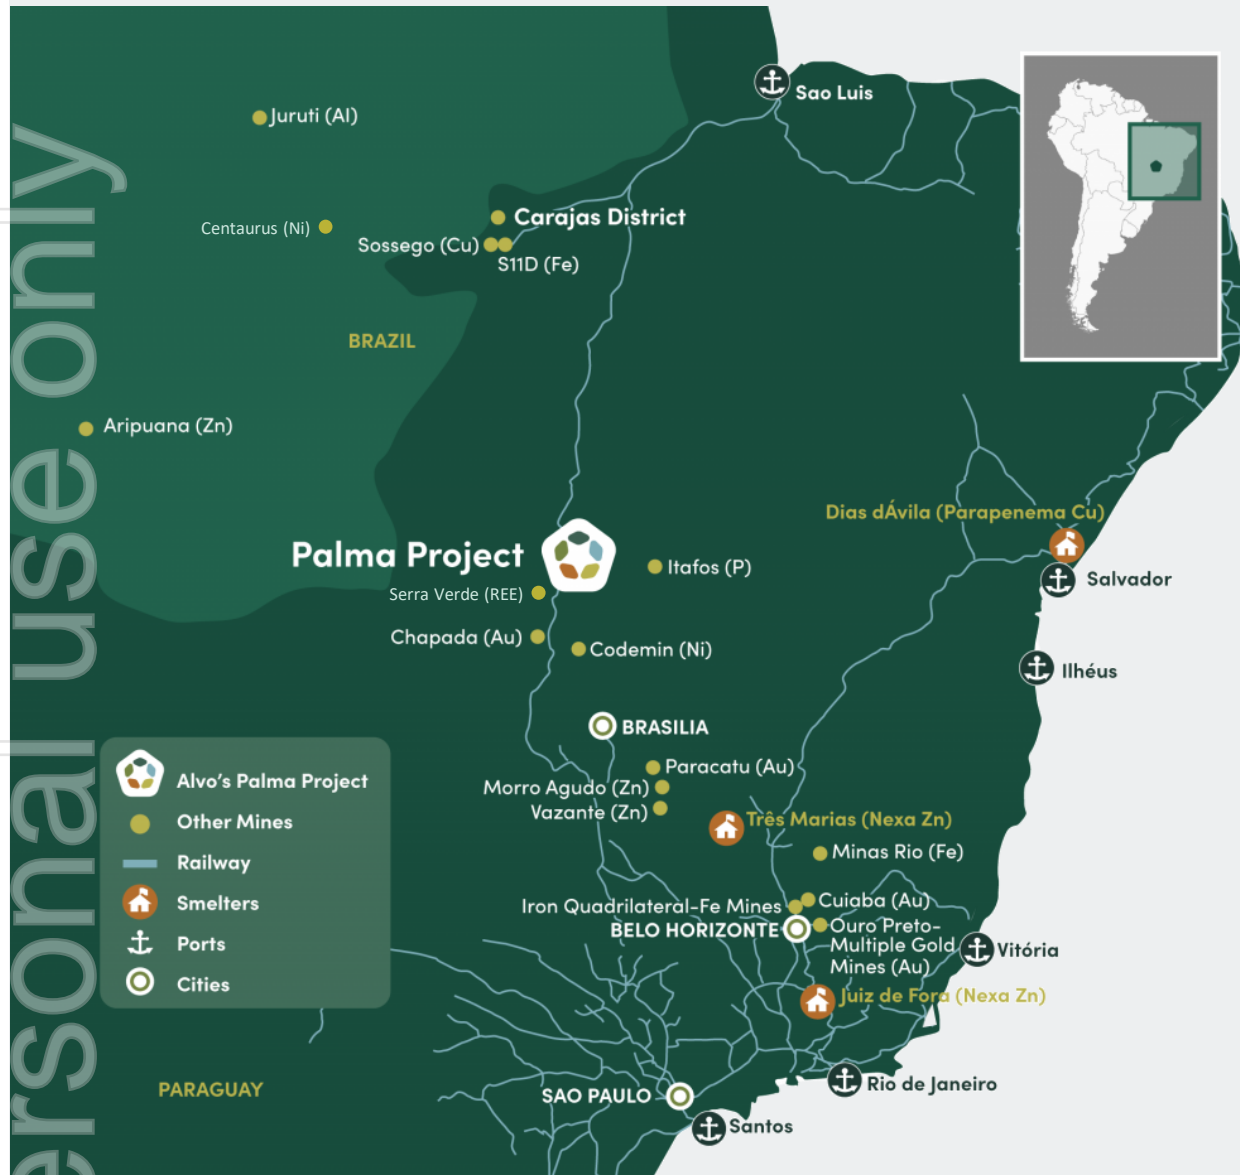 Sao Luis
Juruti (Al)
Carajas District
Centaurus (Ni)
Sossego (Cu)
S11D (Fe)
BRAZIL
Aripuana (Zn)
Dias dÁvila (Parapenema Cu)
Palma Project
Itafos (P)
Salvador
Serra Verde (REE)
Chapada (Au)
Codemin (Ni)
Ilhéus
BRASILIA
Paracatu (Au)
Morro Agudo (Zn)
Vazante (Zn)
Três Marias (Nexa Zn)
Minas Rio (Fe)
Cuiaba (Au)
Iron Quadrilateral-Fe Mines
BELO HORIZONTE
Ouro Preto-
Multiple Gold
Mines (Au)
Vitória
Juiz de Fora (Nexa Zn)
Alvo's Palma Project
Other Mines
Railway
Smelters
Ports
Cities
PARAGUAY
SAO PAULO
Rio de Janeiro
Santos
ersonal use only